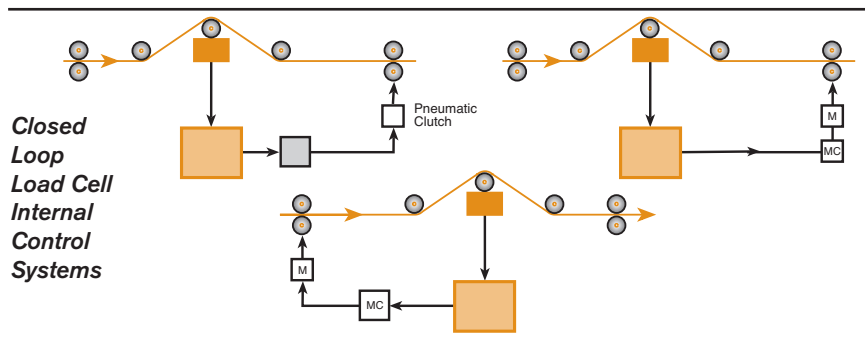 Closed
Loop
Load Cell
Internal
Control
Systems
Pneumatic
Clutch
M
MC
M
MC